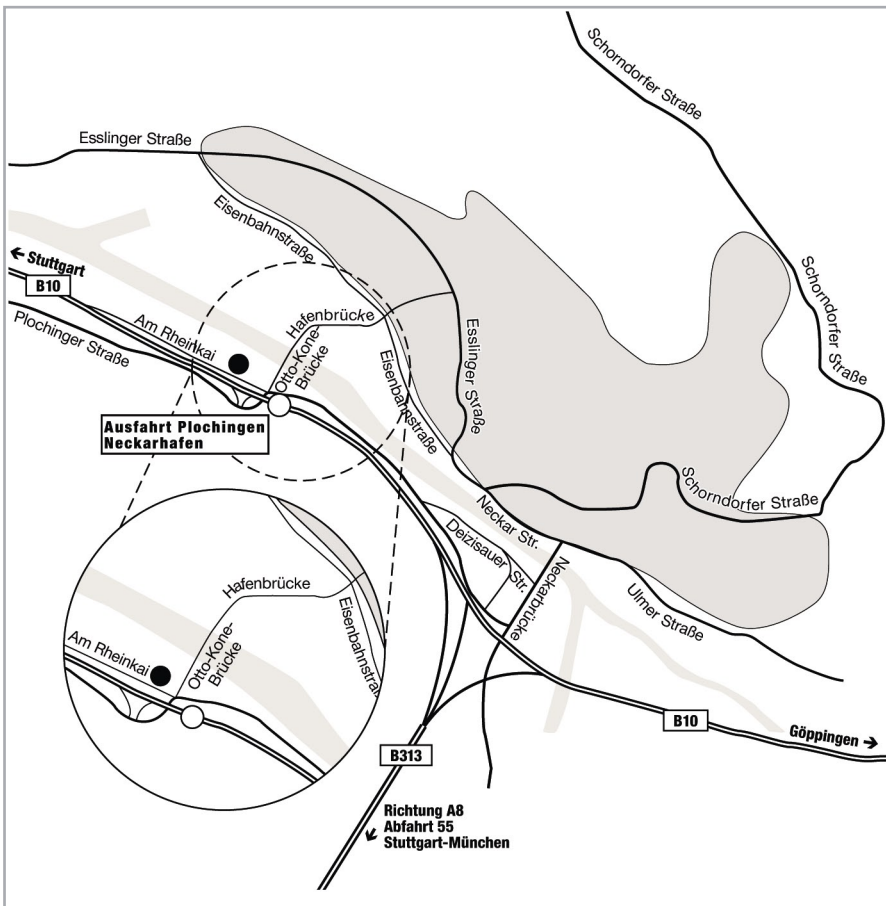 Schorndorfer Straße
Esslinger Straße
Eisenbahnstraße
← Stuttgart
B10
Plochinger Straße
Am Rheinkai
Hafenbrücke
Otto-Kone-
Brücke
Schorndorfer Straße
Esslinger Straße
Eisenbahnstraße
Ausfahrt Plochingen
Neckarhafen
Schorndorfer Straße
Neckar Str.
Deizisauer
Str.
Neckarbrücke
Ulmer Straße
Hafenbrücke
Eisenbahnstraß
Am Rheinkai
Otto-Kone-
Brücke
B10
Göppingen
→
B313
Richtung A8
Abfahrt 55
Stuttgart-München